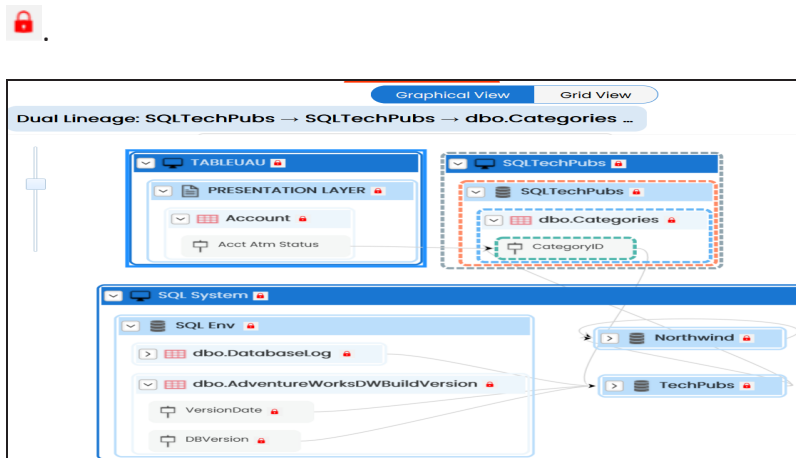 .
Graphical View Grid View
Dual Lineage: SQLTechPubs → SQLTechPubs → dbo.Categories ...
TABLEUAU SQLTechPubs
PRESENTATION LAYER SQLTechPubs
Account dbo.Categories
Acct Atm Status CategoryID
SQL System
SQL Env Northwind
dbo.DatabaseLog
dbo.AdventureWorksDWBuildVersion TechPubs
VersionDate
DBVersion